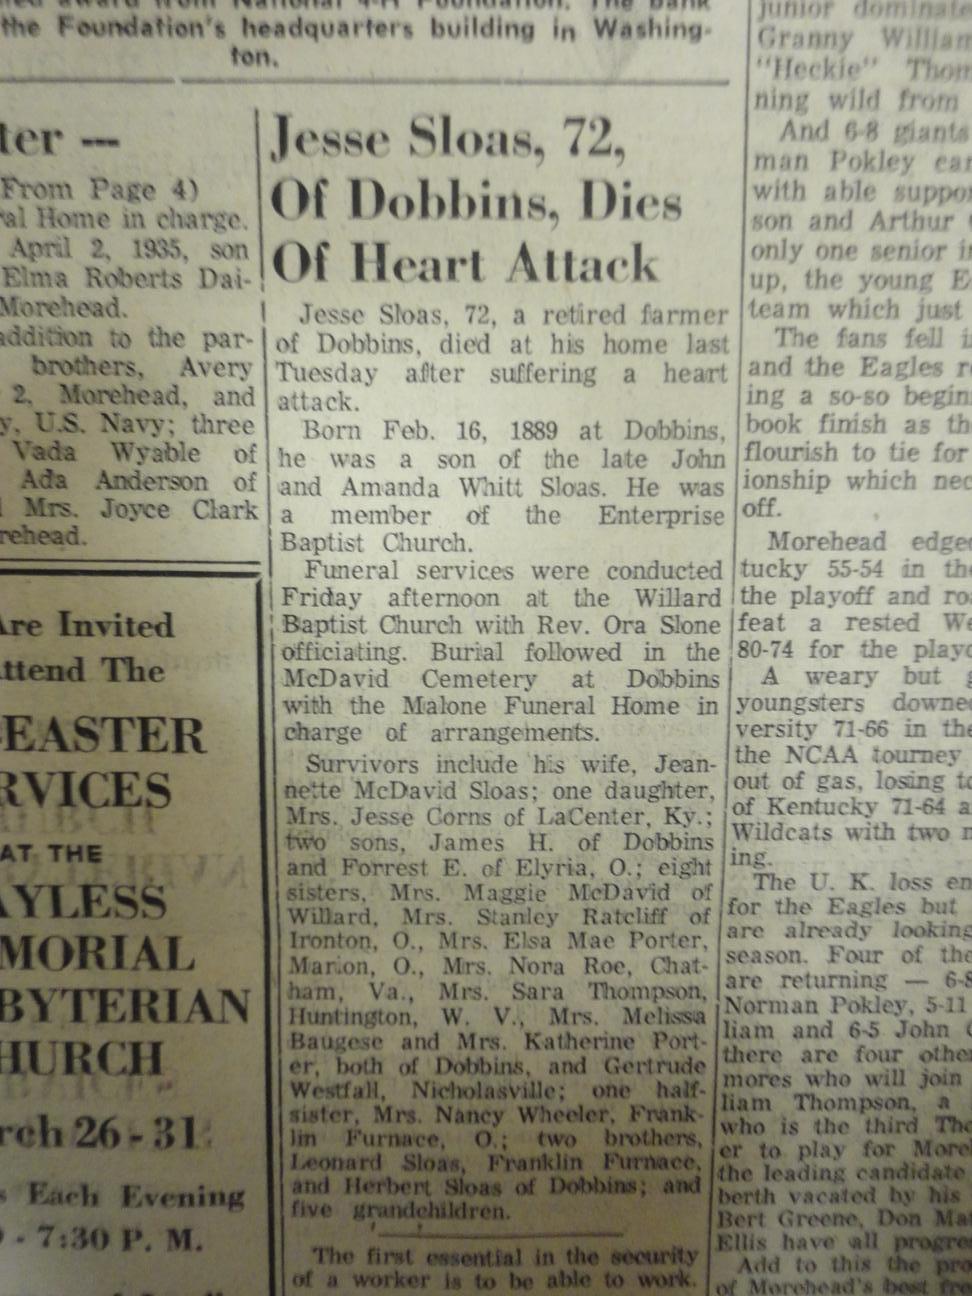 the Foundation's headquarters building in Washing-
ton.
ter —
From Page 4)
ral Home in charge.
April 2, 1935, son
Elma Roberts Dai-
Morehead.
addition to the par-
brothers, Avery
2, Morehead, and
y, U.S. Navy; three
Vada Wyable of
Ada Anderson of
Mrs. Joyce Clark
rehead.
Are Invited
ttend The
EASTER
RVICES
AT THE
AYLESS
MORIAL
BYTERIAN
HURCH
rch 26 - 31
s Each Evening
- 7:30 P. M.
Jesse Sloas, 72,
Of Dobbins, Dies
Of Heart Attack
Jesse Sloas, 72, a retired farmer
of Dobbins, died at his home last
Tuesday after suffering a heart
attack.
Born Feb. 16, 1889 at Dobbins,
he was a son of the late John
and Amanda Whitt Sloas. He was
a member of the Enterprise
Baptist Church.
Funeral services were conducted
Friday afternoon at the Willard
Baptist Church with Rev. Ora Slone
officiating. Burial followed in the
McDavid Cemetery at Dobbins
with the Malone Funeral Home in
charge of arrangements.
Survivors include his wife, Jean-
nette McDavid Sloas; one daughter,
Mrs. Jesse Corns of LaCenter, Ky.;
two sons, James H. of Dobbins
and Forrest E. of Elyria, O.; eight
sisters, Mrs. Maggie McDavid of
Willard, Mrs. Stanley Ratcliff of
Ironton, O., Mrs. Elsa Mae Porter,
Marion, O., Mrs. Nora Roe, Chat-
ham, Va., Mrs. Sara Thompson,
Huntington, W. V., Mrs. Melissa
Baugese and Mrs. Katherine Port-
er, both of Dobbins, and Gertrude
Westfall, Nicholasville; one half-
sister, Mrs. Nancy Wheeler, Frank-
lin Furnace, O.; two brothers,
Leonard Sloas, Franklin Furnace,
and Herbert Sloas of Dobbins; and
five grandchildren.
The first essential in the security
of a worker is to be able to work.
junior dominate
Granny William
"Heckie" Thom
ning wild from
And 6-8 giants
man Pokley car
with able suppor
son and Arthur
only one senior i
up, the young E
team which just
The fans fell i
and the Eagles r
ing a so-so begin
book finish as th
flourish to tie for
ionship which nec
off.
Morehead edged
tucky 55-54 in the
the playoff and ro
feat a rested We
80-74 for the playo
A weary but g
youngsters downed
versity 71-66 in the
the NCAA tourney
out of gas, losing to
of Kentucky 71-64 a
Wildcats with two m
ing.
The U. K. loss en
for the Eagles but
are already looking
season. Four of the
are returning — 6-8
Norman Pokley, 5-11
liam and 6-5 John
there are four other
mores who will join
liam Thompson, a
who is the third Tho
er to play for More
the leading candidate
berth vacated by his
Bert Greene, Don Ma
Ellis have all progre
Add to this the pro
of Morehead's best fre